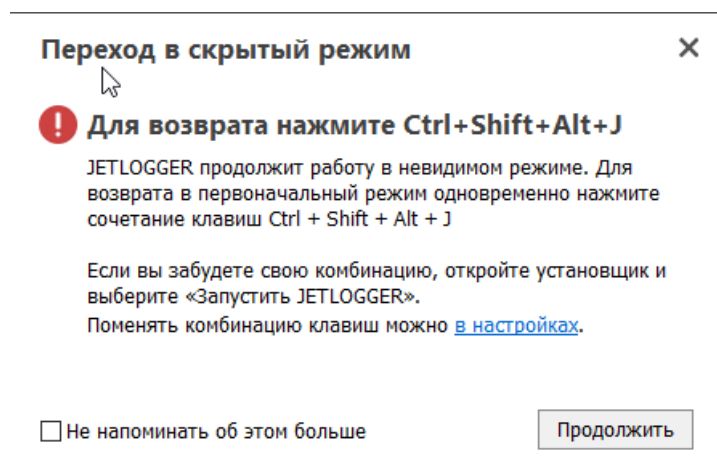 Переход в скрытый режим
Для возврата нажмите Ctrl+Shift+Alt+J
JETLOGGER продолжит работу в невидимом режиме. Для
возврата в первоначальный режим одновременно нажмите
сочетание клавиш Ctrl + Shift + Alt + J
Если вы забудете свою комбинацию, откройте установщик и
выберите «Запустить JETLOGGER».
Поменять комбинацию клавиш можно в настройках.
Не напоминать об этом больше
Продолжить